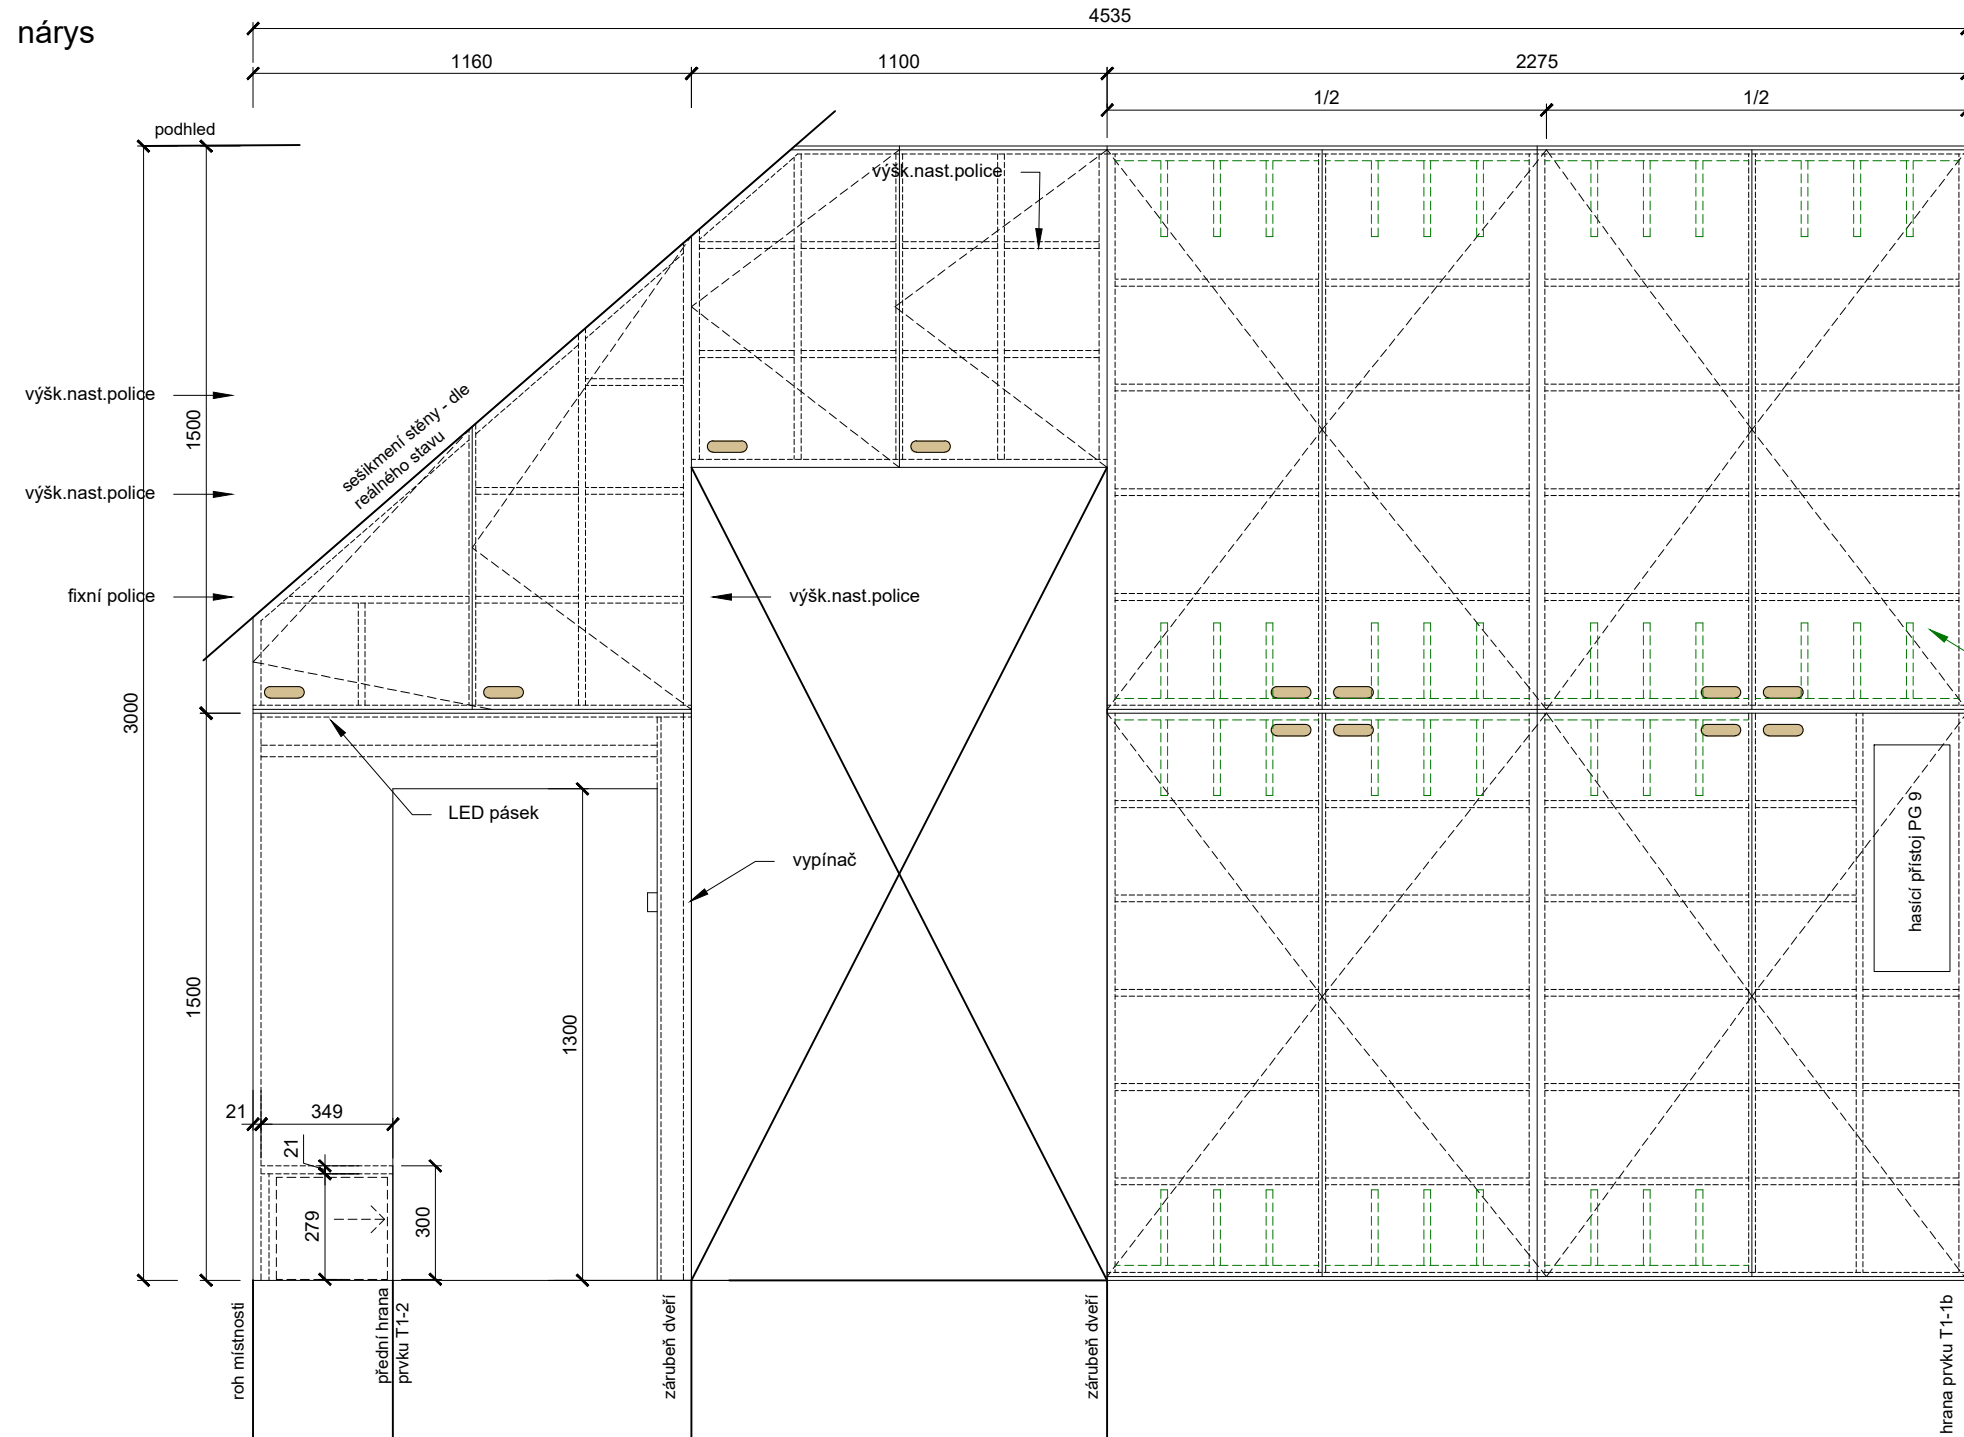 nárys
4535
1160
1100
2275
1/2
1/2
podhled
výšk.nast.police
výšk.nast.police
1500
sešikmení stěny - dle
reálného stavu
výšk.nast.police
fixní police
výšk.nast.police
3000
LED pásek
vypínač
hasící přístoj PG 9
1500
1300
21
349
21
279
300
roh místnosti
přední hrana
prvku T1-2
zárubeň dveří
zárubeň dveří
hrana prvku T1-1b